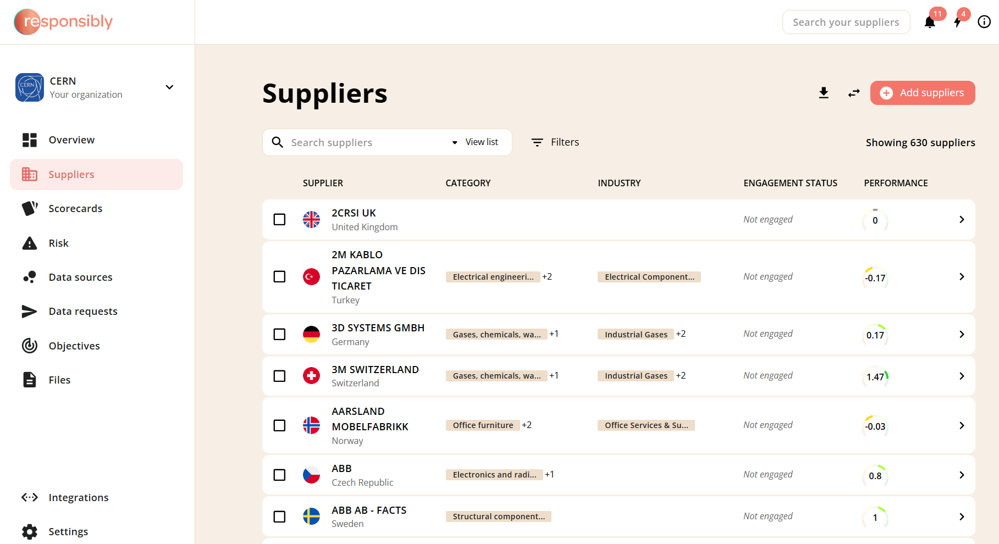 responsibly
Search your suppliers
11
4
CERN
CERN
Your organization
Overview
Suppliers
Scorecards
Risk
Data sources
Data requests
Objectives
Files
Integrations
Settings
Suppliers
Add suppliers
Search suppliers
View list
Filters
Showing 630 suppliers
SUPPLIER CATEGORY INDUSTRY ENGAGEMENT STATUS PERFORMANCE
2CRSI UK
United Kingdom
Not engaged
0
2M KABLO
PAZARLAMA VE DIS
TICARET
Turkey
Electrical engineeri... +2
Electrical Component...
Not engaged
-0.17
3D SYSTEMS GMBH
Germany
Gases, chemicals, wa... +1
Industrial Gases +2
Not engaged
0.17
3M SWITZERLAND
Switzerland
Gases, chemicals, wa... +1
Industrial Gases +2
Not engaged
1.47
AARSLAND
MOBELFABRIKK
Norway
Office furniture +2
Office Services & Su...
Not engaged
-0.03
ABB
Czech Republic
Electronics and radi... +1
Not engaged
0.8
ABB AB - FACTS
Sweden
Structural component...
Not engaged
1